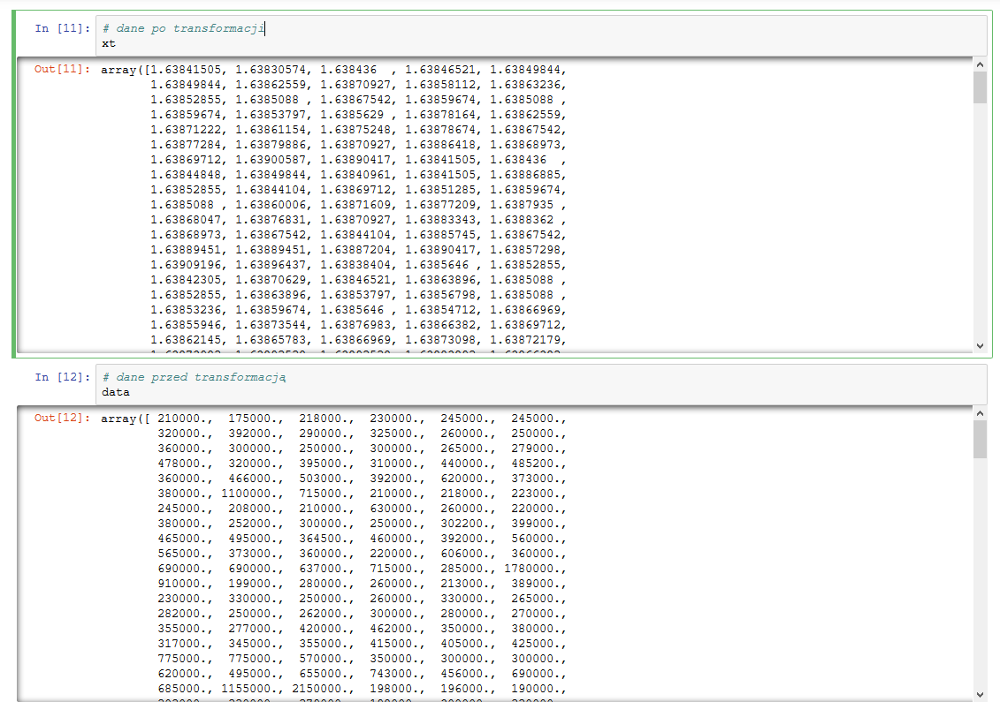 In [11]: # dane po transformacji
xt
Out[11]: array([1.63841505, 1.63830574, 1.638436  , 1.63846521, 1.63849844,
1.63849844, 1.63862559, 1.63870927, 1.63858112, 1.63863236,
1.63852855, 1.6385088 , 1.63867542, 1.63859674, 1.6385088 ,
1.63859674, 1.63853797, 1.6385629 , 1.63878164, 1.63862559,
1.63871222, 1.63861154, 1.63875248, 1.63878674, 1.63867542,
1.63877284, 1.63879886, 1.63870927, 1.63886418, 1.63868973,
1.63869712, 1.63900587, 1.63890417, 1.63841505, 1.638436  ,
1.63844848, 1.63849844, 1.63840961, 1.63841505, 1.63886885,
1.63852855, 1.63844104, 1.63869712, 1.63851285, 1.63859674,
1.6385088 , 1.63860006, 1.63871609, 1.63877209, 1.6387935 ,
1.63868047, 1.63876831, 1.63870927, 1.63883343, 1.6388362 ,
1.63868973, 1.63867542, 1.63844104, 1.63885745, 1.63867542,
1.63889451, 1.63889451, 1.63887204, 1.63890417, 1.63857298,
1.63909196, 1.63896437, 1.63838404, 1.6385646 , 1.63852855,
1.63842305, 1.63870629, 1.63846521, 1.63863896, 1.6385088 ,
1.63852855, 1.63863896, 1.63853797, 1.63856798, 1.6385088 ,
1.63853236, 1.63859674, 1.6385646 , 1.63854712, 1.63866969,
1.63855946, 1.63873544, 1.63876983, 1.63866382, 1.63869712,
1.63862145, 1.63865783, 1.63866969, 1.63873098, 1.63872179,
In [12]: # dane przed transformacją
data
Out[12]: array([ 210000.,  175000.,  218000.,  230000.,  245000.,  245000.,
320000.,  392000.,  290000.,  325000.,  260000.,  250000.,
360000.,  300000.,  250000.,  300000.,  265000.,  279000.,
478000.,  320000.,  395000.,  310000.,  440000.,  485200.,
360000.,  466000.,  503000.,  392000.,  620000.,  373000.,
380000., 1100000.,  715000.,  210000.,  218000.,  223000.,
245000.,  208000.,  210000.,  630000.,  260000.,  220000.,
380000.,  252000.,  300000.,  250000.,  302200.,  399000.,
465000.,  495000.,  364500.,  460000.,  392000.,  560000.,
565000.,  373000.,  360000.,  220000.,  606000.,  360000.,
690000.,  690000.,  637000.,  715000.,  285000., 1780000.,
910000.,  199000.,  280000.,  260000.,  213000.,  389000.,
230000.,  330000.,  250000.,  260000.,  330000.,  265000.,
282000.,  250000.,  262000.,  300000.,  280000.,  270000.,
355000.,  277000.,  420000.,  462000.,  350000.,  380000.,
317000.,  345000.,  355000.,  415000.,  405000.,  425000.,
775000.,  775000.,  570000.,  350000.,  300000.,  300000.,
620000.,  495000.,  655000.,  743000.,  456000.,  690000.,
685000., 1155000., 2150000.,  198000.,  196000.,  190000.,